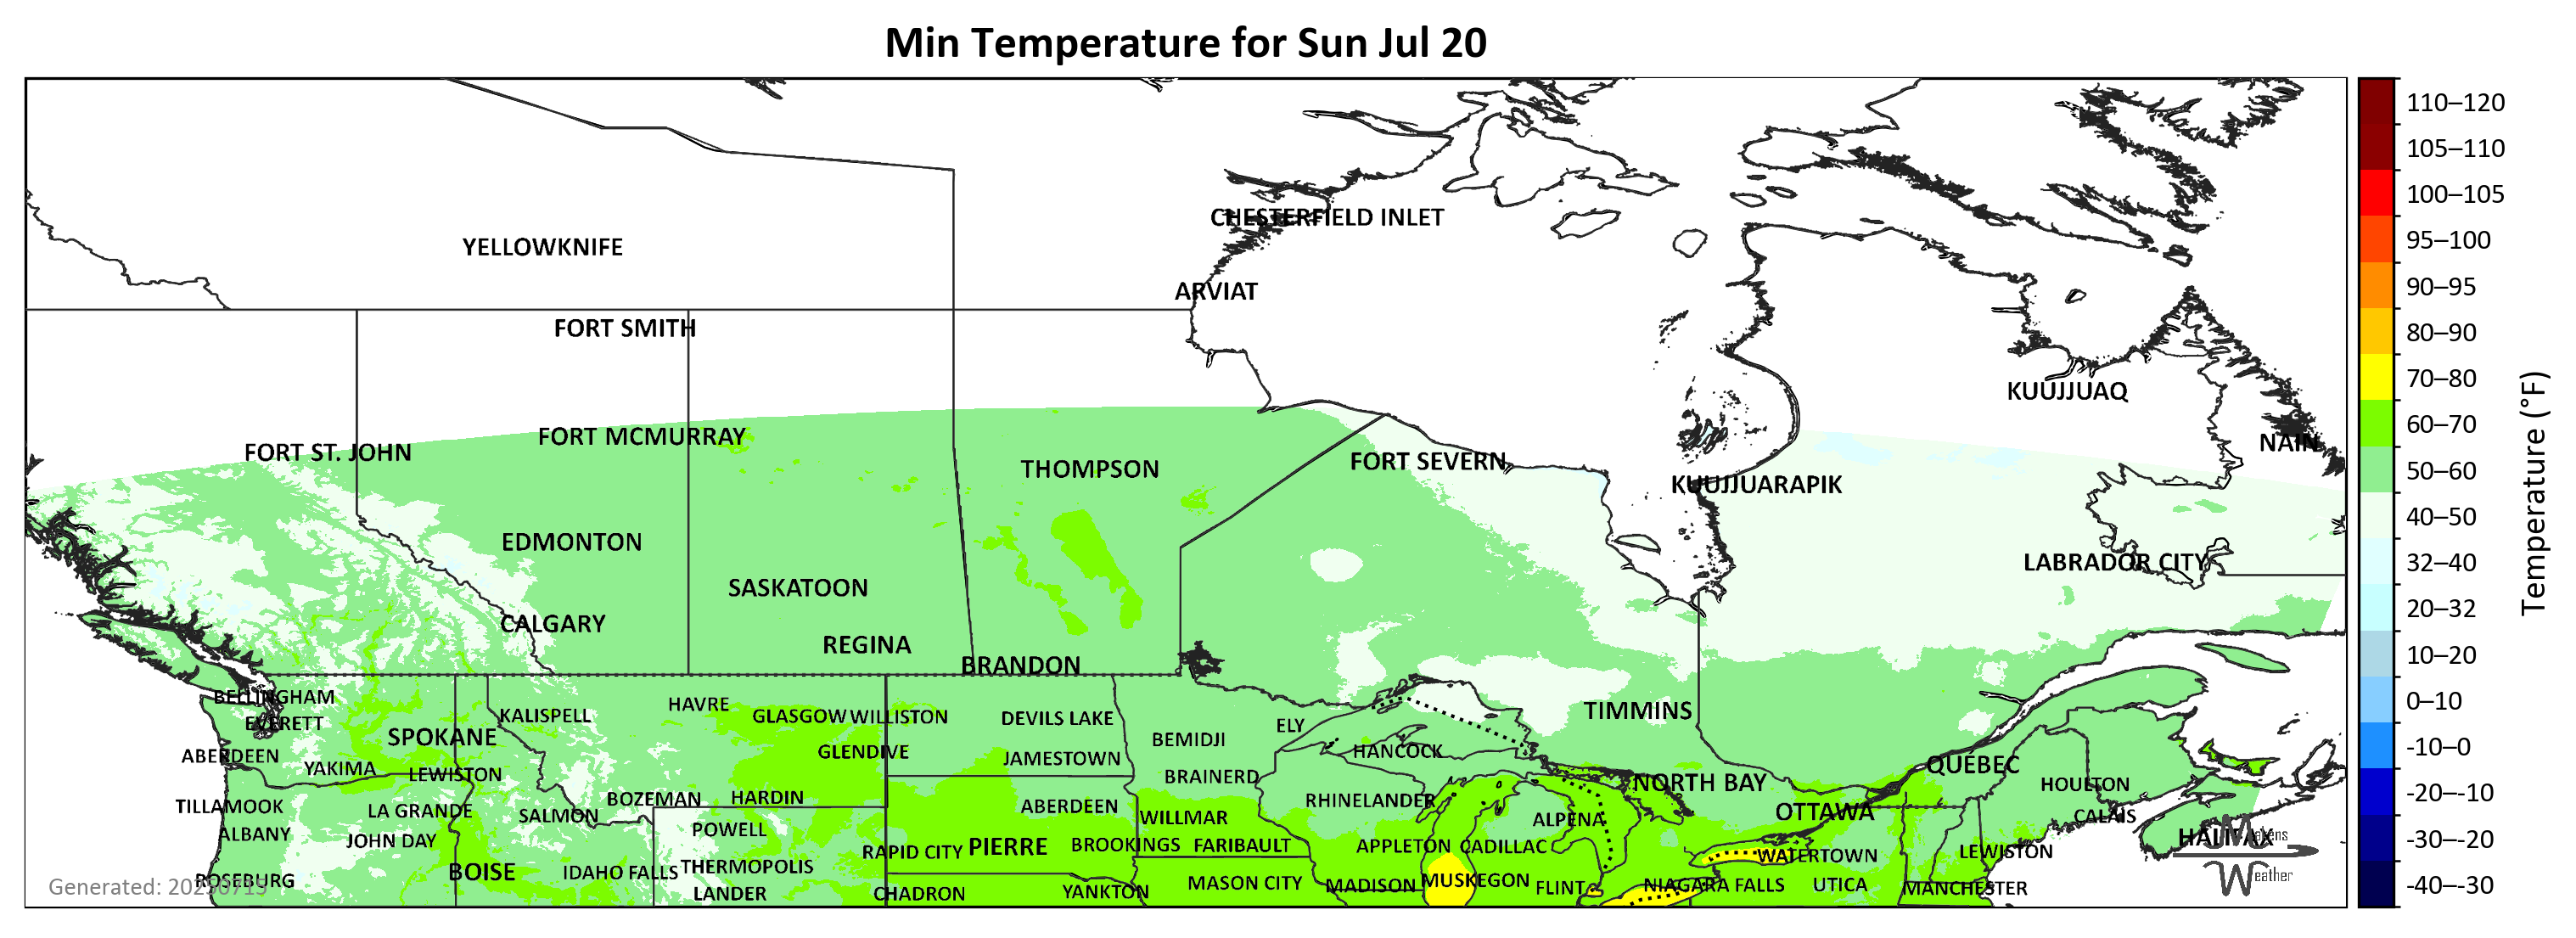 Min Temperature for Sun Jul 20
110–120
105–110
CHESTERFIELD INLET
100–105
YELLOWKNIFE
95–100
ARVIAT
90–95
FORT SMITH
80–90
KUUJJUAQ
70–80
FORT MCMURRAY
60–70
FORT ST. JOHN
NAIN
THOMPSON
FORT SEVERN
50–60
KUUJJUARAPIK
40–50
EDMONTON
LABRADOR CITY
32–40
Temperature (°F)
SASKATOON
20–32
CALGARY
REGINA
10–20
BRANDON
BELLINGHAM
HAVRE
0–10
KALISPELL
GLASGOW
WILLISTON
DEVILS LAKE
TIMMINS
EVERETT
ELY
SPOKANE
BEMIDJI
-10–0
ABERDEEN
GLENDIVE
JAMESTOWN
HANCOCK
YAKIMA
LEWISTON
BRAINERD
QUÉBEC
NORTH BAY
HOULTON
-20–-10
TILLAMOOK
LA GRANDE
BOZEMAN
HARDIN
ABERDEEN
RHINELANDER
OTTAWA
SALMON
WILLMAR
ALPENA
CALAIS
ALBANY
JOHN DAY
POWELL
PIERRE
BROOKINGS
FARIBAULT
APPLETON
CADILLAC
HALIFAX
-30–-20
RAPID CITY
WATERTOWN
LEWISTON
Makens
Weather
BOISE
IDAHO FALLS
THERMOPOLIS
ROSEBURG
Generated: 20250715
LANDER
CHADRON
YANKTON
MASON CITY
MADISON
MUSKEGON
FLINT
NIAGARA FALLS
UTICA
MANCHESTER
-40–-30